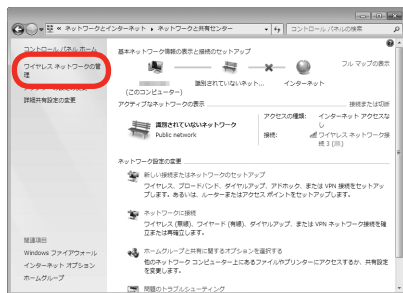 « ネットワークとインターネット ▸ ネットワークと共有センター
コントロール パネルの検索
コントロール パネル ホーム
ワイヤレス ネットワークの管
理
詳細共有設定の変更
関連項目
Windows ファイアウォール
インターネット オプション
ホームグループ
基本ネットワーク情報の表示と接続のセットアップ
フル マップの表示
識別されていないネット...
インターネット
(このコンピューター)
アクティブなネットワークの表示
接続または切断
識別されていないネットワーク
Public network
アクセスの種類:
インターネット アクセスな
し
接続:
ワイヤレス ネットワーク接
続 3 (III)
ネットワーク設定の変更
新しい接続またはネットワークのセットアップ
ワイヤレス、ブロードバンド、ダイヤルアップ、アドホック、または VPN 接続をセットアッ
プします。あるいは、ルーターまたはアクセス ポイントをセットアップします。
ネットワークに接続
ワイヤレス (無線)、ワイヤード (有線)、ダイヤルアップ、または VPN ネットワーク接続を確
立または再確立します。
ホームグループと共有に関するオプションを選択する
他のネットワーク コンピューター上にあるファイルやプリンターにアクセスするか、共有設定
を変更します。
問題のトラブルシューティング